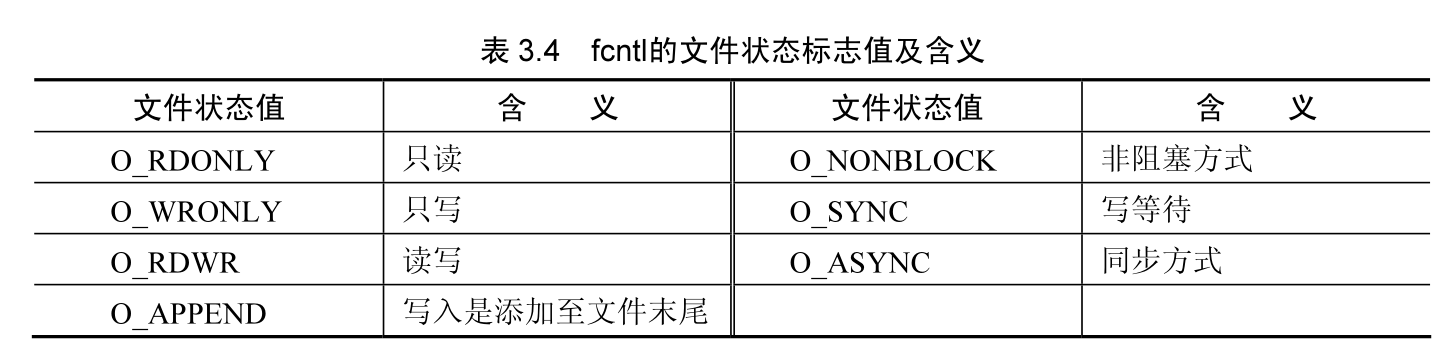 表 3.4 fcntl的文件状态标志值及含义
文件状态值 含 义 文件状态值 含 义
O_RDONLY 只读 O_NONBLOCK 非阻塞方式
O_WRONLY 只写 O_SYNC 写等待
O_RDWR 读写 O_ASYNC 同步方式
O_APPEND 写入是添加至文件末尾